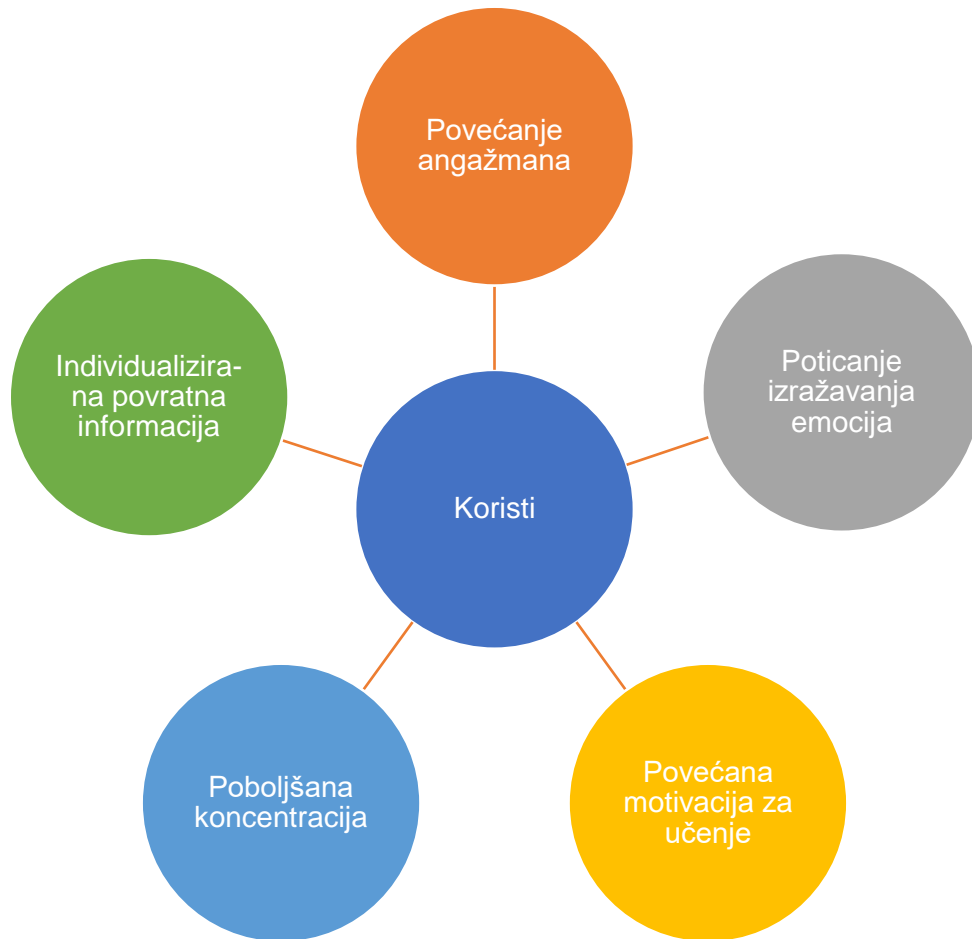 Povećanje
angažmana
Poticanje
izražavanja
emocija
Povećana
motivacija za
učenje
Poboljšana
koncentracija
Individualizira-
na povratna
informacija
Koristi